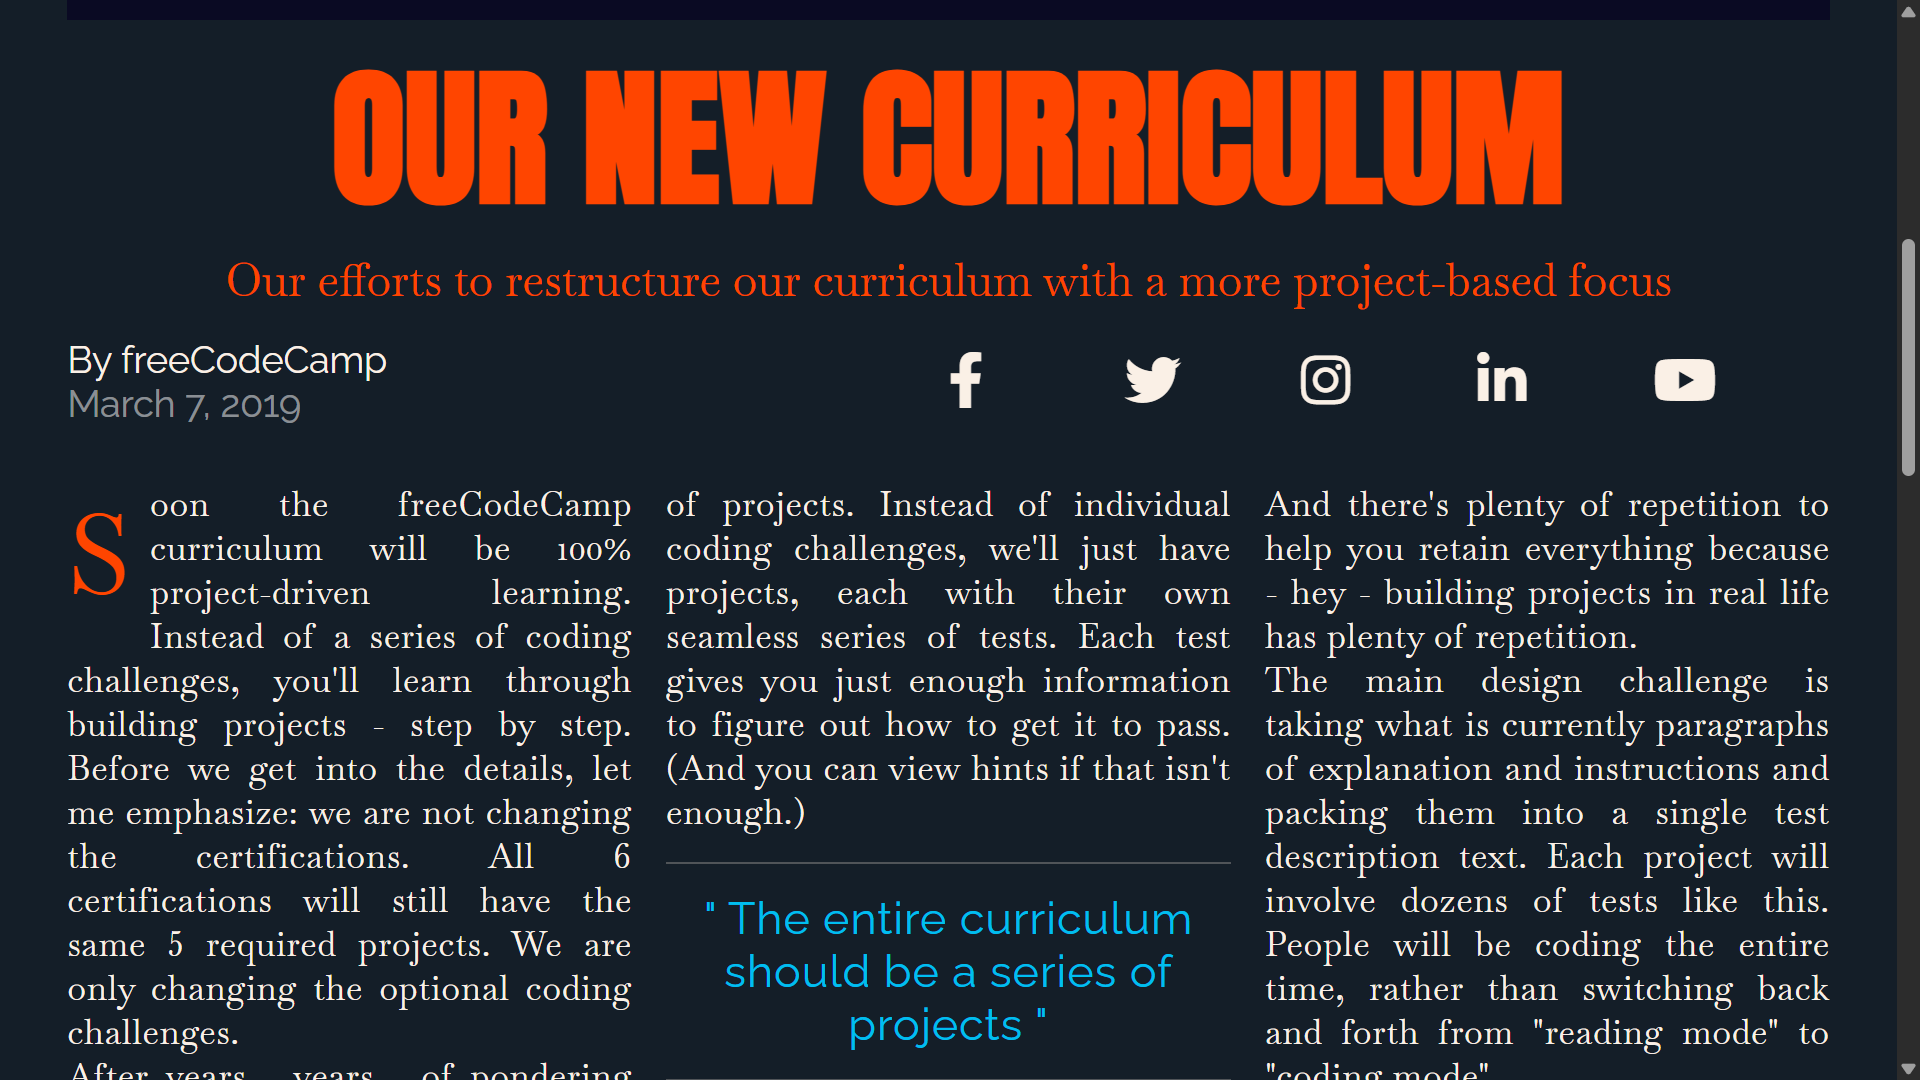 OUR NEW CURRICULUM
Our efforts to restructure our curriculum with a more project-based focus
By freeCodeCamp
March 7, 2019
Soon the freeCodeCamp
curriculum will be 100%
project-driven learning.
Instead of a series of coding
challenges, you'll learn through
building projects - step by step.
Before we get into the details, let
me emphasize: we are not changing
the certifications. All 6
certifications will still have the
same 5 required projects. We are
only changing the optional coding
challenges.
After years - years - of pondering
of projects. Instead of individual
coding challenges, we'll just have
projects, each with their own
seamless series of tests. Each test
gives you just enough information
to figure out how to get it to pass.
(And you can view hints if that isn't
enough.)
" The entire curriculum
should be a series of
projects "
And there's plenty of repetition to
help you retain everything because
- hey - building projects in real life
has plenty of repetition.
The main design challenge is
taking what is currently paragraphs
of explanation and instructions and
packing them into a single test
description text. Each project will
involve dozens of tests like this.
People will be coding the entire
time, rather than switching back
and forth from "reading mode" to
"coding mode".